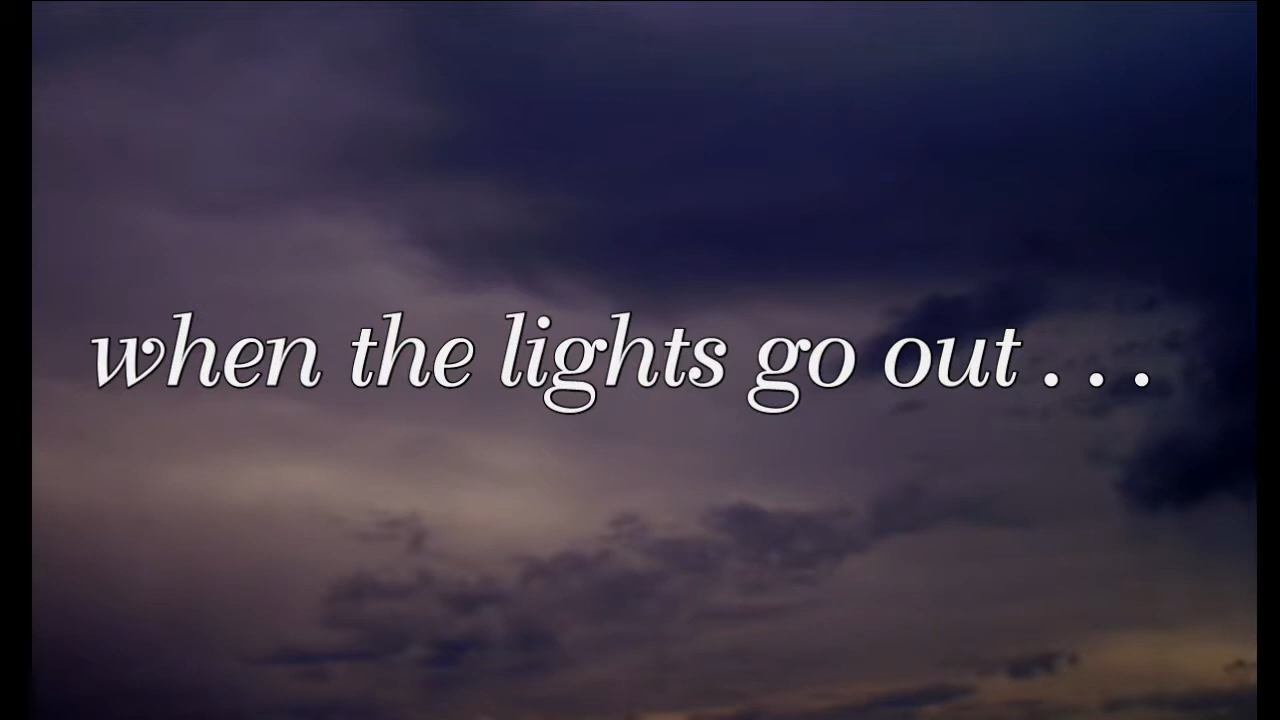 when the lights go out . . .